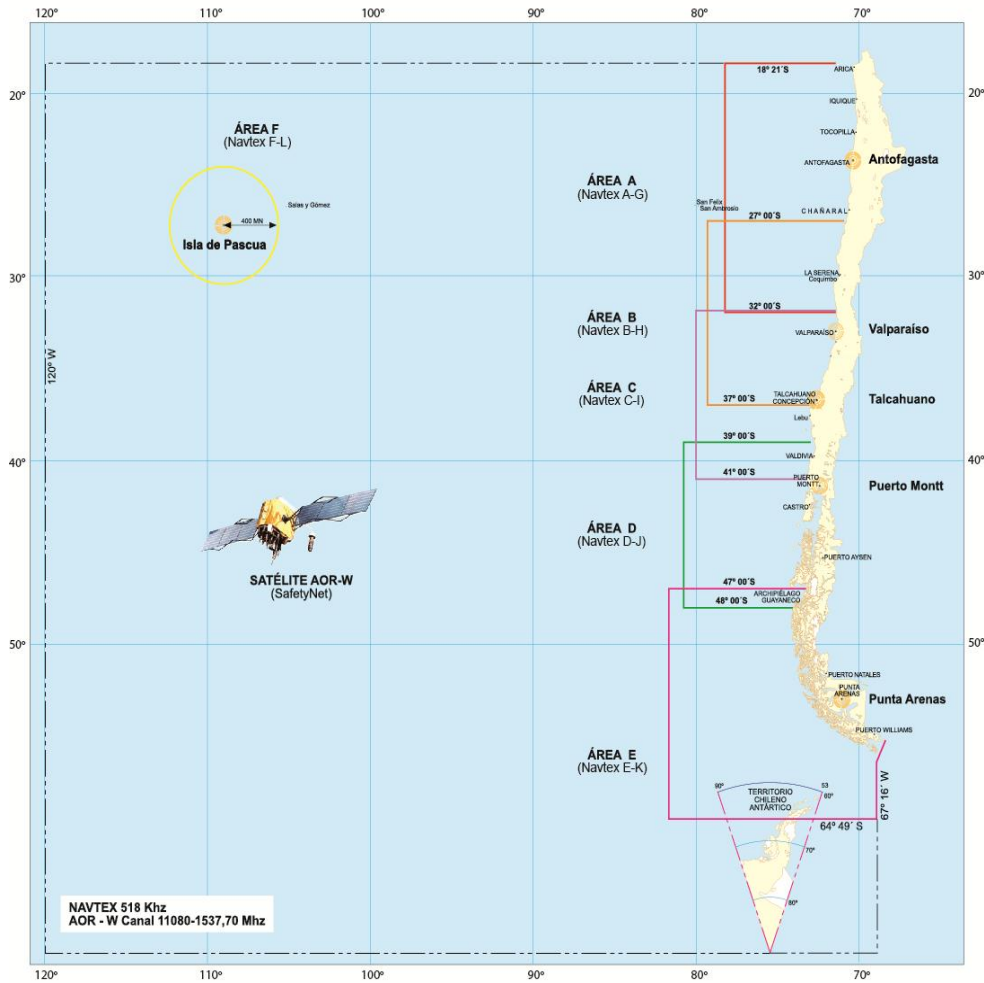 120°
110°
100°
90°
80°
70°
18° 21´S
ARICA
20°
20°
IQUIQUE
ÁREA F
(Navtex F-L)
TOCOPILLA
ANTOFAGASTA
Antofagasta
ÁREA A
(Navtex A-G)
Salas y Gómez
San Felix
San Ambrosio
CHAÑARAL
400 MN
27° 00´S
Isla de Pascua
30°
30°
LA SERENA
Coquimbo
32° 00´S
ÁREA B
(Navtex B-H)
VALPARAÍSO
Valparaíso
120° W
ÁREA C
(Navtex C-I)
37° 00´S
TALCAHUANO
CONCEPCIÓN
Talcahuano
Lebu
39° 00´S
VALDIVIA
40°
40°
41° 00´S
PUERTO
MONTT
Puerto Montt
CASTRO
ÁREA D
(Navtex D-J)
PUERTO AYSEN
SATÉLITE AOR-W
(SafetyNet)
47° 00´S
ARCHIPIÉLAGO
GUAYANECO
48° 00´S
50°
50°
PUERTO NATALES
PUNTA
ARENAS
Punta Arenas
PUERTO WILLIAMS
ÁREA E
(Navtex E-K)
67° 16´ W
90°
53
60°
TERRITORIO
CHILENO
ANTÁRTICO
64° 49´ S
70°
80°
NAVTEX 518 Khz
AOR - W Canal 11080-1537,70 Mhz
120°
110°
100°
90°
80°
70°